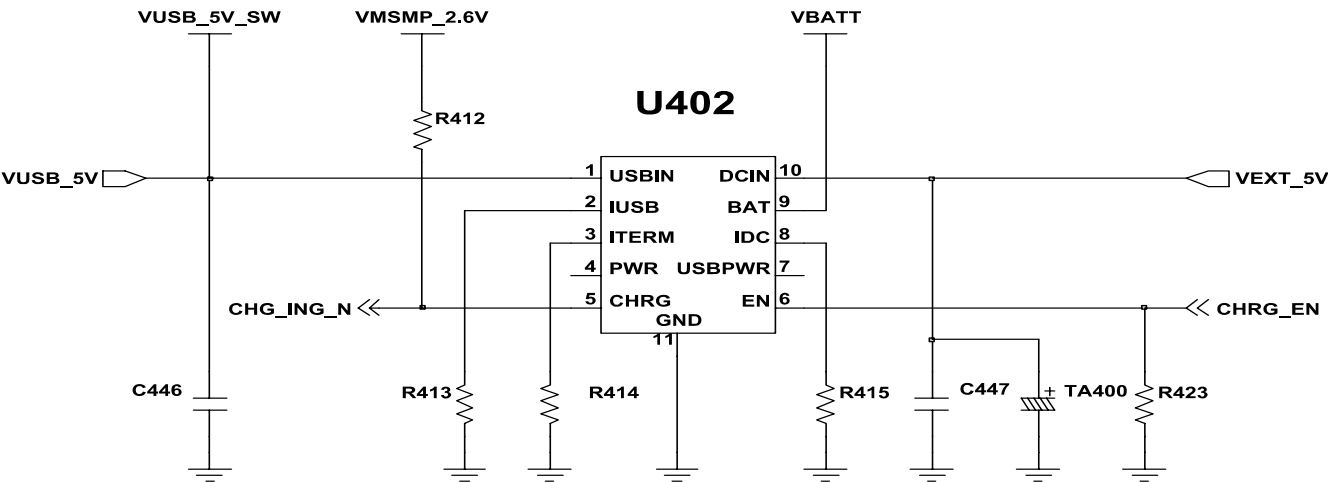 VUSB_5V_SW
VMSMP_2.6V
VBATT
U402
R412
VUSB_5V
1 USBIN
DCIN 10
VEXT_5V
2 IUSB
BAT 9
3 ITERM
IDC 8
4 PWR
USBPWR 7
CHG_ING_N
5 CHRG
EN 6
CHRG_EN
GND
11
C446
R413
R414
R415
C447
+ TA400
R423